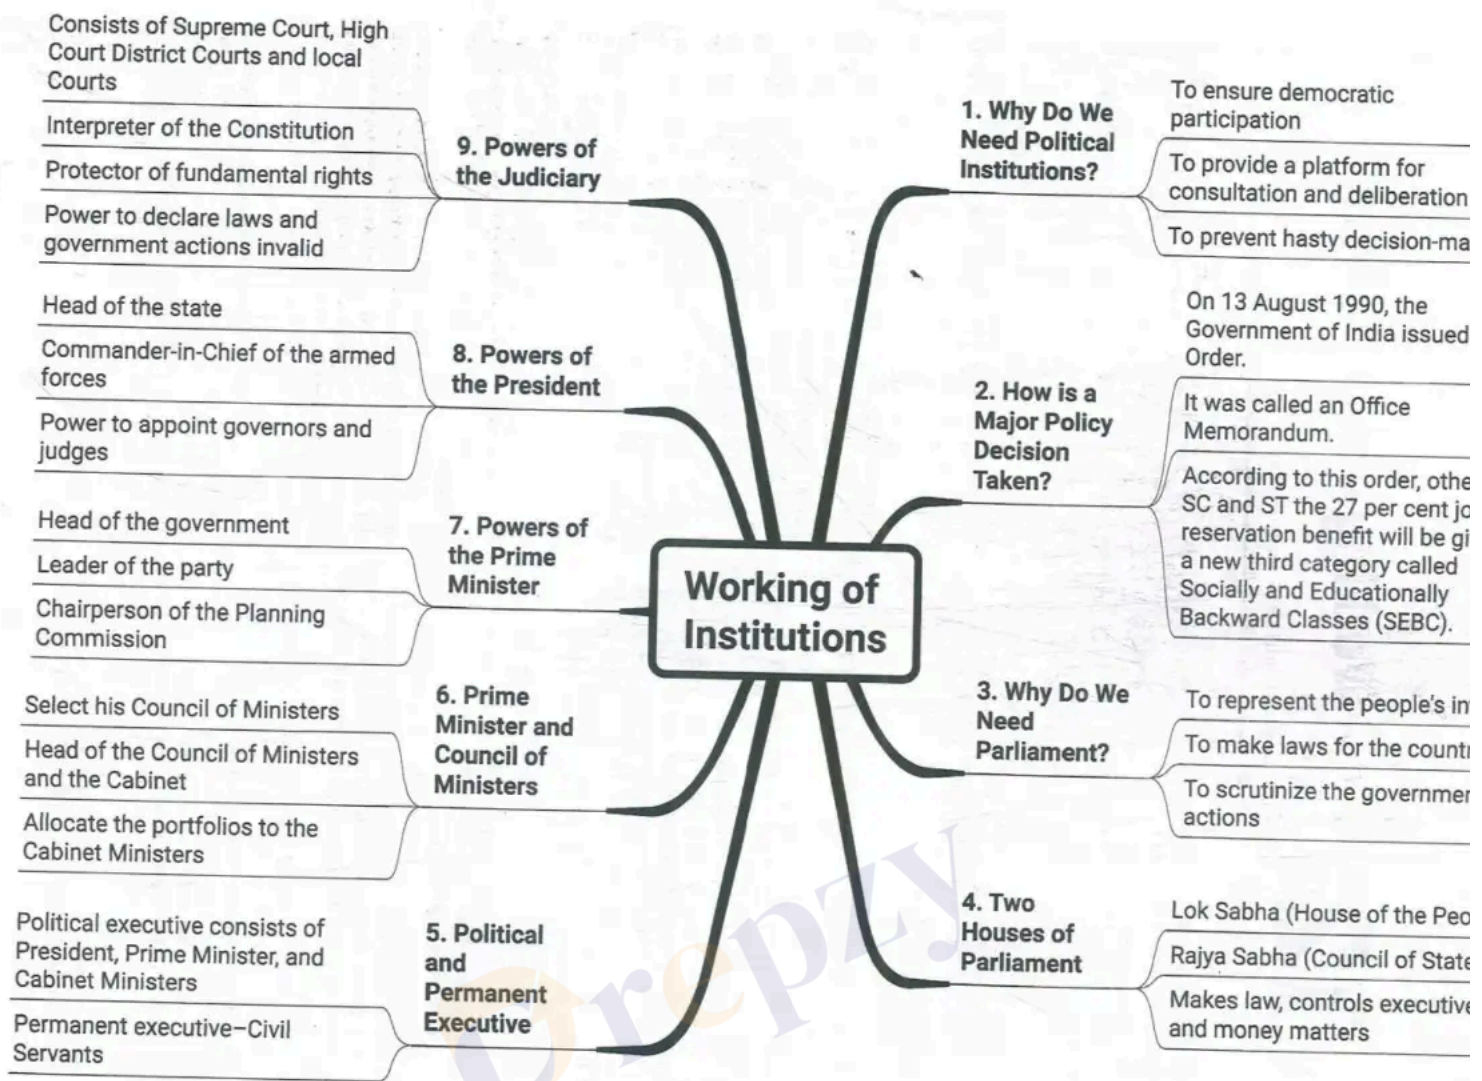 Working of
Institutions
1. Why Do We
Need Political
Institutions?
To ensure democratic
participation
To provide a platform for
consultation and deliberation
To prevent hasty
2. How is a
Major Policy
Decision
Taken?
On 13 August 1990, the
Government of India issued
Order.
It was called an Office
Memorandum.
According to this order,
SC and ST the 27 per cent
reservation benefit will be
a new third category called
Socially and Educationally
Backward Classes (SEBC).
3. Why Do We
Need
Parliament?
To represent the people's
To make laws for the
To scrutinize the
actions
4. Two
Houses of
Parliament
Lok Sabha (House of the
Rajya Sabha (Council of
Makes law, controls
and money matters
5. Political
and
Permanent
Executive
Political executive consists of
President, Prime Minister, and
Cabinet Ministers
Permanent executive–Civil
Servants
6. Prime
Minister and
Council of
Ministers
Select his Council of Ministers
Head of the Council of Ministers
and the Cabinet
Allocate the portfolios to the
Cabinet Ministers
7. Powers of
the Prime
Minister
Head of the government
Leader of the party
Chairperson of the Planning
Commission
8. Powers of
the President
Head of the state
Commander-in-Chief of the armed
forces
Power to appoint governors and
judges
9. Powers of
the Judiciary
Consists of Supreme Court, High
Court District Courts and local
Courts
Interpreter of the Constitution
Protector of fundamental rights
Power to declare laws and
government actions invalid